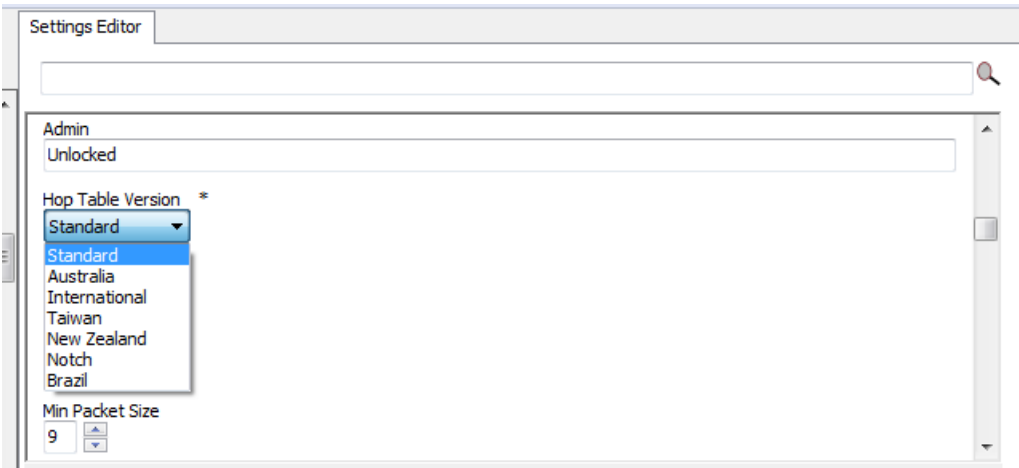 Settings Editor
Admin
Unlocked
Hop Table Version *
Standard
Standard
Australia
International
Taiwan
New Zealand
Notch
Brazil
Min Packet Size
9